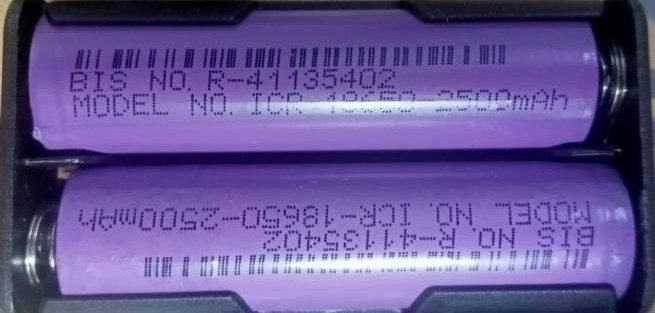 BIS NO. R-41135402
MODEL NO. ICR-18650-2500mAh
MODEL NO. ICR-18650-2500mAh
BIS NO. R-41135402